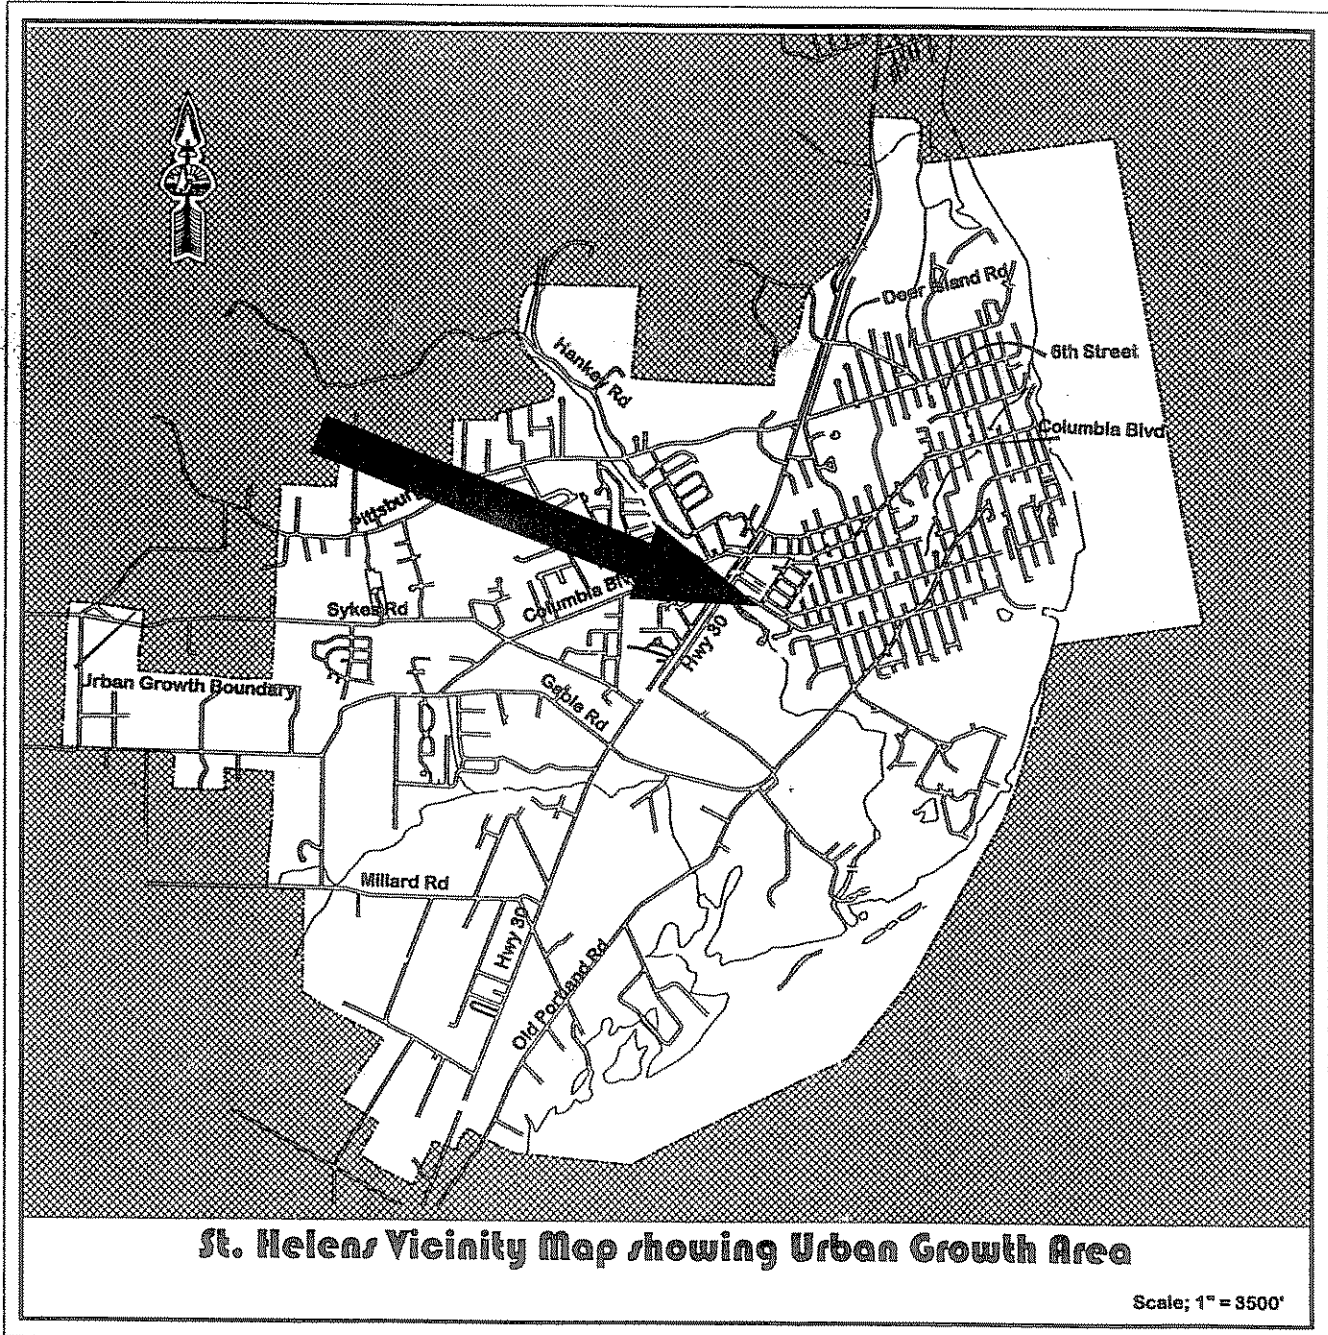 Deer Island Rd
6th Street
Hankey Rd
Columbia Blvd
Sykes Rd
Columbia
Hwy 30
Urban Growth Boundary
Gable Rd
Millard Rd
Hwy 30
Old Portland Rd
St. Helens Vicinity Map showing Urban Growth Area
Scale; 1" = 3500'